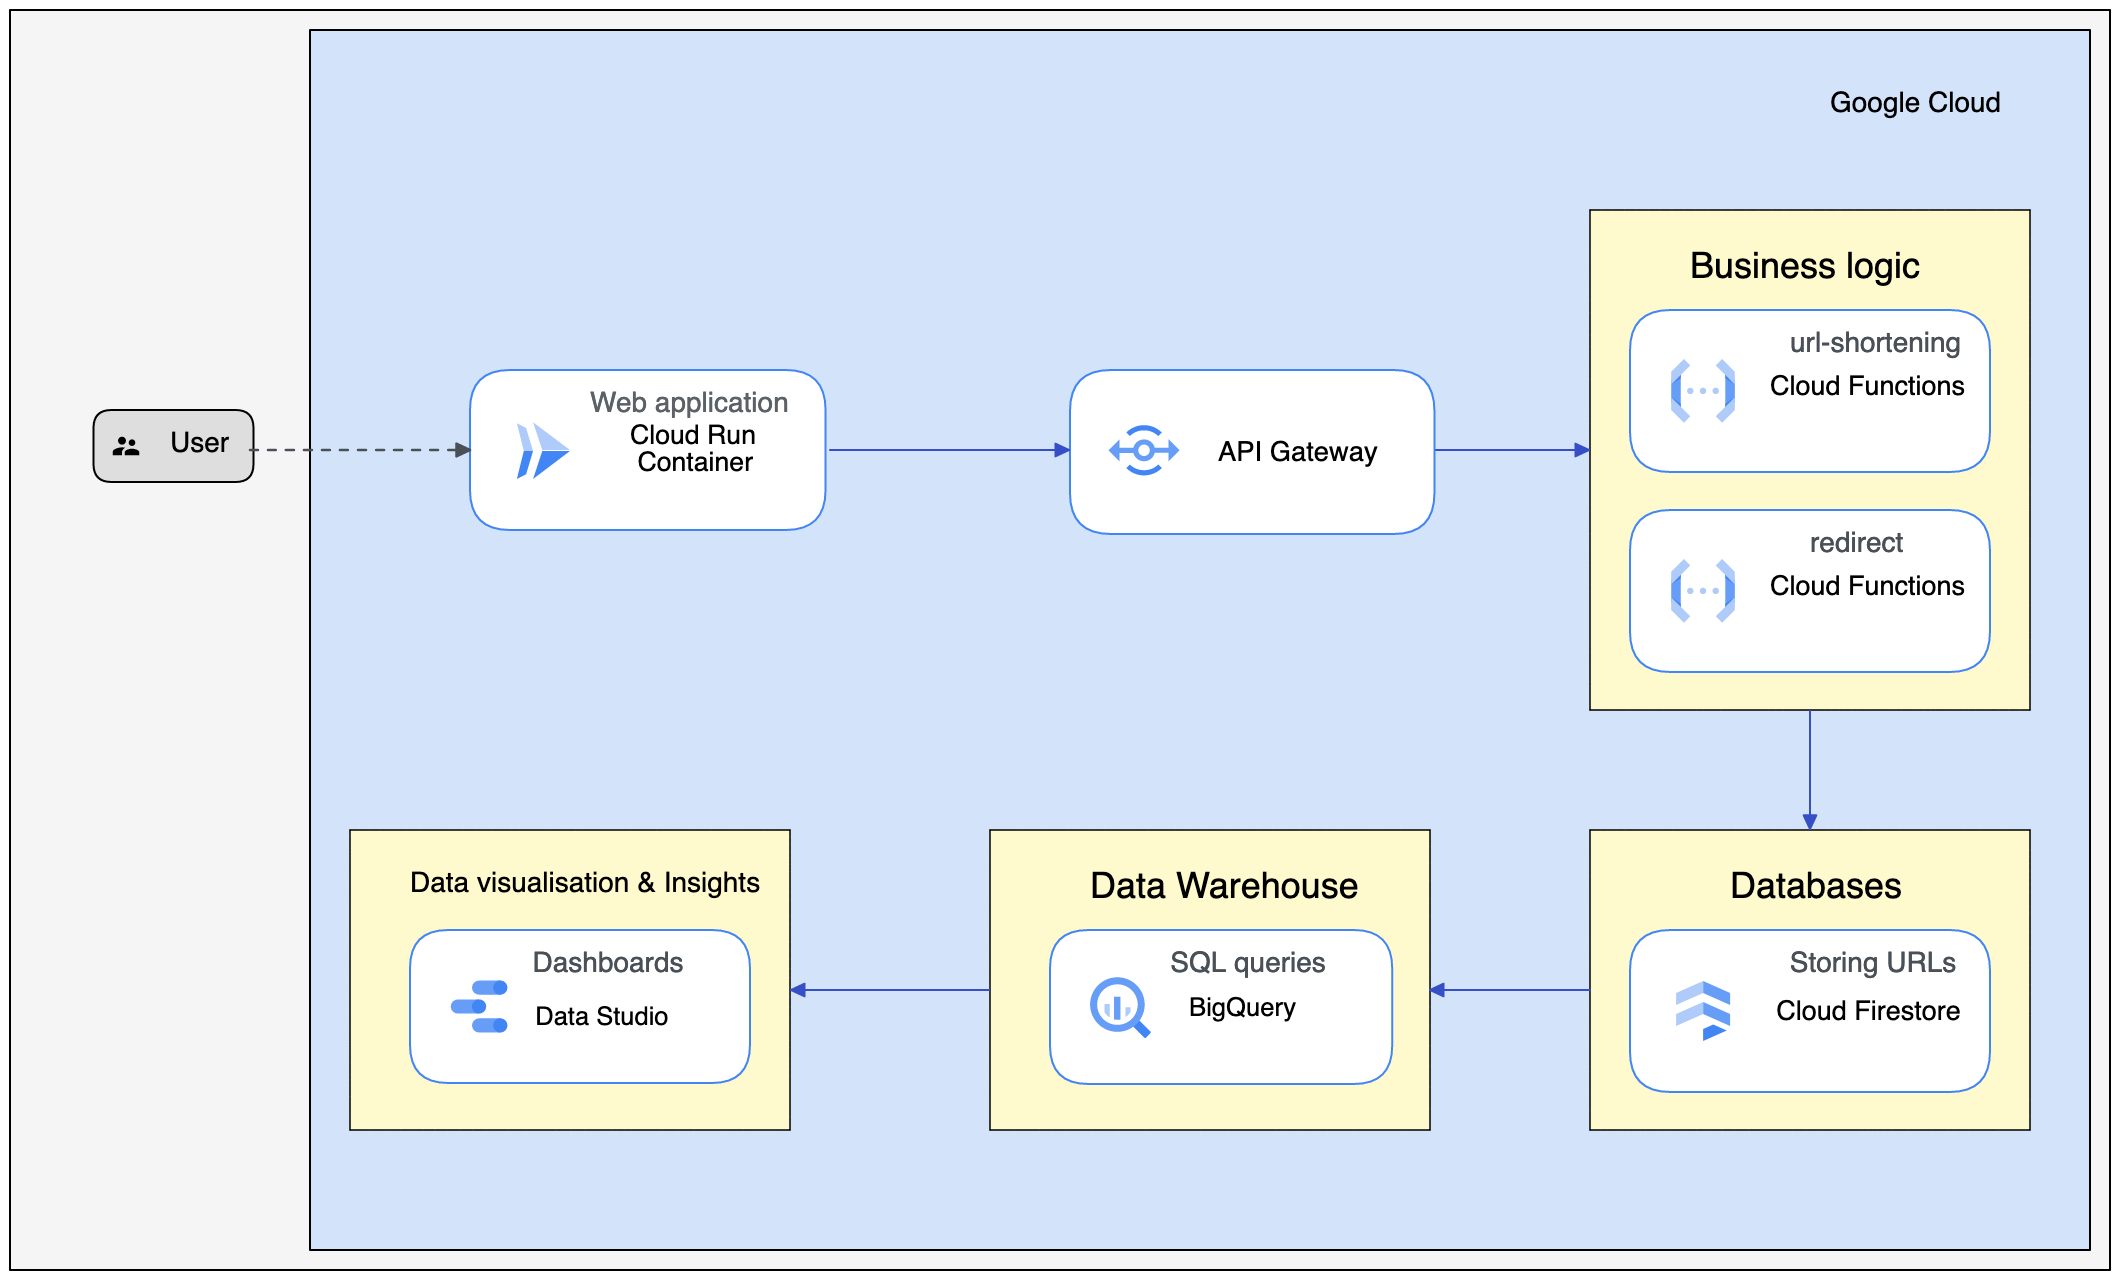 Google Cloud
User
Web application
Cloud Run
Container
API Gateway
Business logic
url-shortening
Cloud Functions
redirect
Cloud Functions
Data visualisation & Insights
Dashboards
Data Studio
Data Warehouse
SQL queries
BigQuery
Databases
Storing URLs
Cloud Firestore